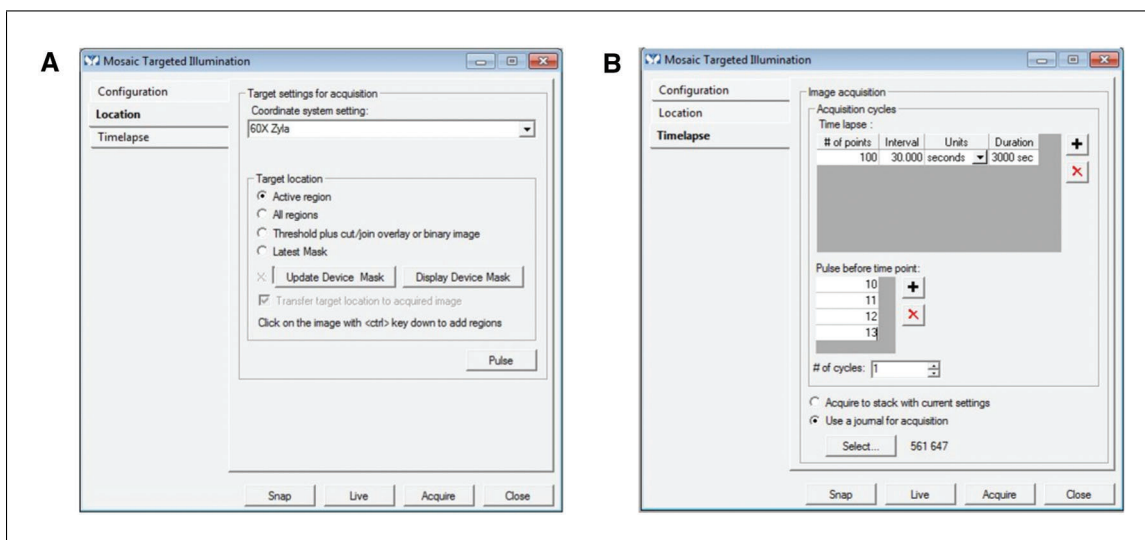 A
Mosaic Targeted Illumination
Configuration
Location
Timelapse
Target settings for acquisition
Coordinate system setting:
60X Zyla
Target location
Active region
All regions
Threshold plus cut/join overlay or binary image
Latest Mask
Update Device Mask Display Device Mask
Transfer target location to acquired image
Click on the image with <ctrl> key down to add regions
Pulse
Snap Live Acquire Close
B
Mosaic Targeted Illumination
Configuration
Location
Timelapse
Image acquisition
Acquisition cycles
Time lapse :
# of points Interval Units Duration
100 30.000 seconds 3000 sec
Pulse before time point:
10
11
12
13
# of cycles: 1
Acquire to stack with current settings
Use a journal for acquisition
Select... 561 647
Snap Live Acquire Close